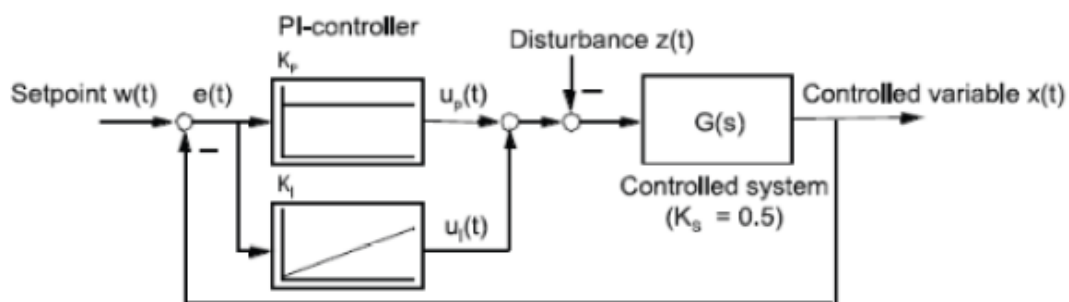 PI-controller
Disturbance z(t)
Kₚ
Setpoint w(t)
e(t)
uₚ(t)
G(s)
Controlled variable x(t)
Kᵢ
uᵢ(t)
Controlled system
(Kₛ = 0.5)